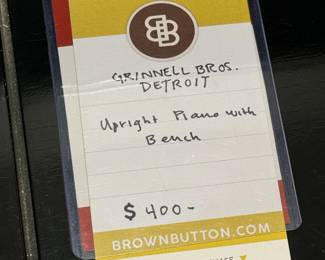 GRINNELL BROS.
DETROIT
Upright Piano with
Bench
$ 400-
BROWNBUTTON.COM